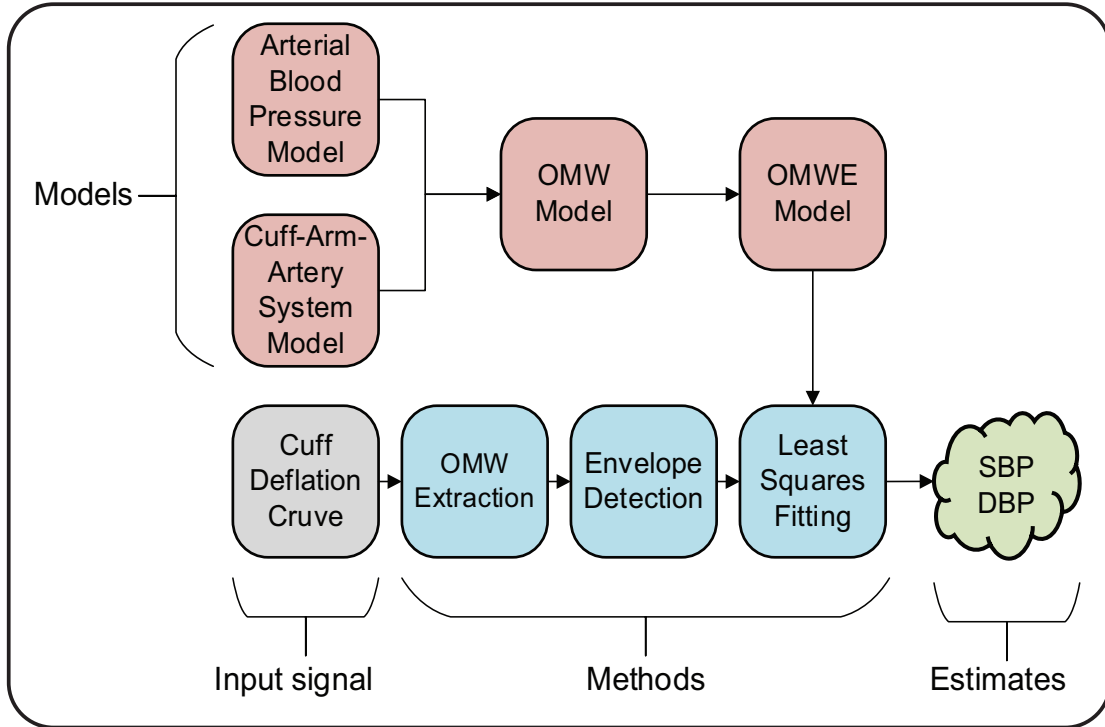 Models
Arterial
Blood
Pressure
Model
Cuff-Arm-
Artery
System
Model
OMW
Model
OMWE
Model
Cuff
Deflation
Cruve
OMW
Extraction
Envelope
Detection
Least
Squares
Fitting
SBP
DBP
Input signal
Methods
Estimates